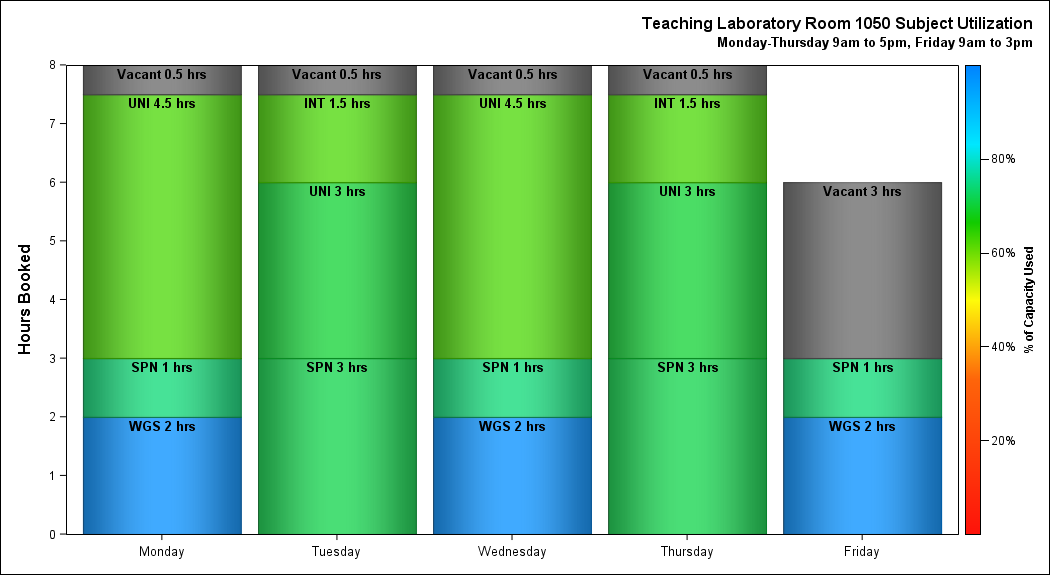 Teaching Laboratory Room 1050 Subject Utilization
Monday-Thursday 9am to 5pm, Friday 9am to 3pm
Hours Booked
8
7
6
5
4
3
2
1
0
Vacant 0.5 hrs
UNI 4.5 hrs
SPN 1 hrs
WGS 2 hrs
Monday
Vacant 0.5 hrs
INT 1.5 hrs
UNI 3 hrs
SPN 3 hrs
Tuesday
Vacant 0.5 hrs
UNI 4.5 hrs
SPN 1 hrs
WGS 2 hrs
Wednesday
Vacant 0.5 hrs
INT 1.5 hrs
UNI 3 hrs
SPN 3 hrs
Thursday
Vacant 3 hrs
SPN 1 hrs
WGS 2 hrs
Friday
80%
60%
40%
20%
% of Capacity Used